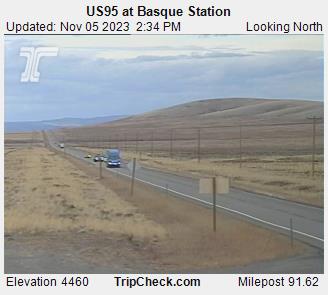 US95 at Basque Station
Updated: Nov 05 2023 2:34 PM Looking North
Elevation 4460 TripCheck.com Milepost 91.62